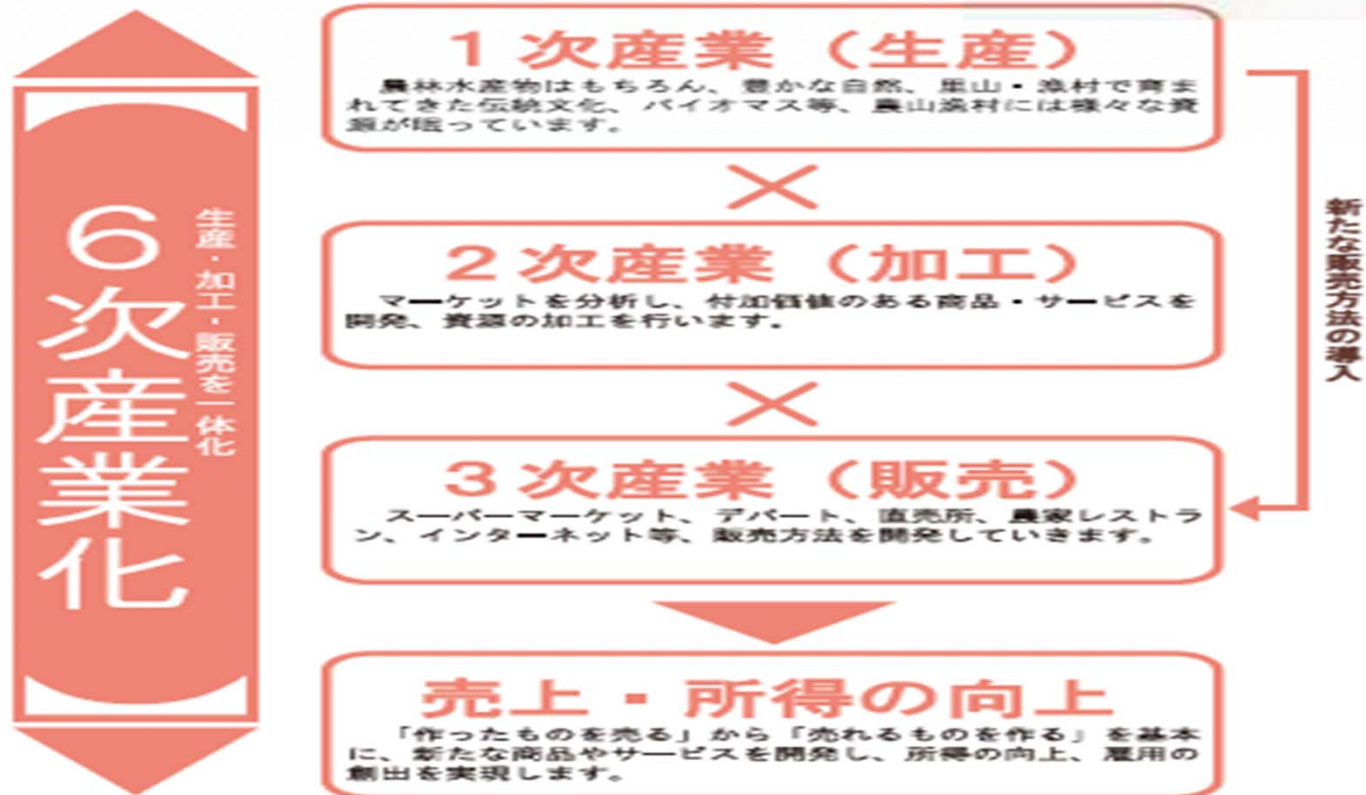 6次産業化
生産・加工・販売を一体化
1次産業（生産）
農林水産物はもちろん、豊かな自然、里山・漁村で育ま
れてきた伝統文化、バイオマス等、農山漁村には様々な資
源が眠っています。
×
2次産業（加工）
マーケットを分析し、付加価値のある商品・サービスを
開発、資源の加工を行います。
×
3次産業（販売）
スーパーマーケット、デパート、直売所、農家レストラ
ン、インターネット等、販売方法を開発していきます。
新たな販売方法の導入
売上・所得の向上
「作ったものを売る」から「売れるものを作る」を基本
に、新たな商品やサービスを開発し、所得の向上、雇用の
創出を実現します。